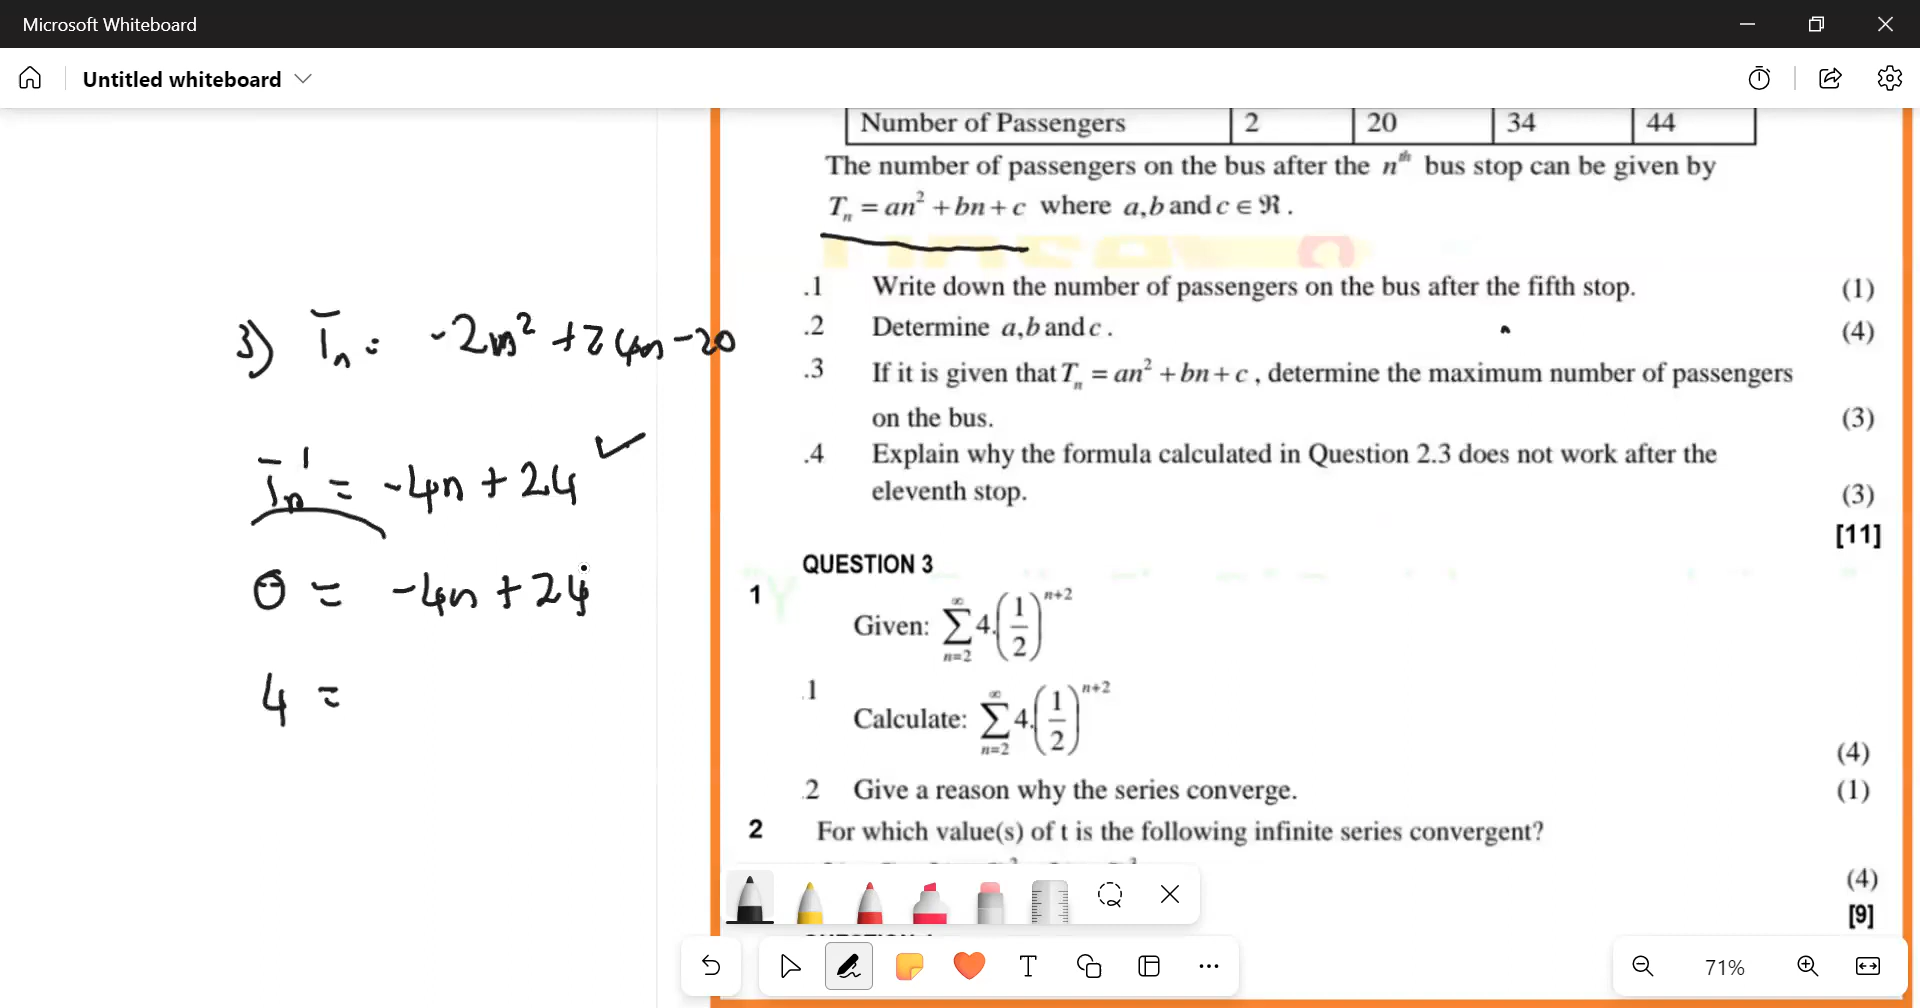 Microsoft Whiteboard
Untitled whiteboard
Number of Passengers 2 20 34 44
The number of passengers on the bus after the nth bus stop can be given by
Tn = an² + bn + c where a, b and c ∈ ℜ.
.1 Write down the number of passengers on the bus after the fifth stop. (1)
.2 Determine a, b and c. (4)
.3 If it is given that Tn = an² + bn + c, determine the maximum number of passengers
on the bus. (3)
.4 Explain why the formula calculated in Question 2.3 does not work after the
eleventh stop. (3)
[11]
3) Tn = -2n² + 24n - 20
Tn' = -4n + 24 ✓
0 = -4n + 24
4 =
QUESTION 3
1 Given: ∑_{n=2}^{∞} 4.(1/2)^{n+2}
.1 Calculate: ∑_{n=2}^{∞} 4.(1/2)^{n+2} (4)
.2 Give a reason why the series converge. (1)
2 For which value(s) of t is the following infinite series convergent?
(4)
[9]
T
71%